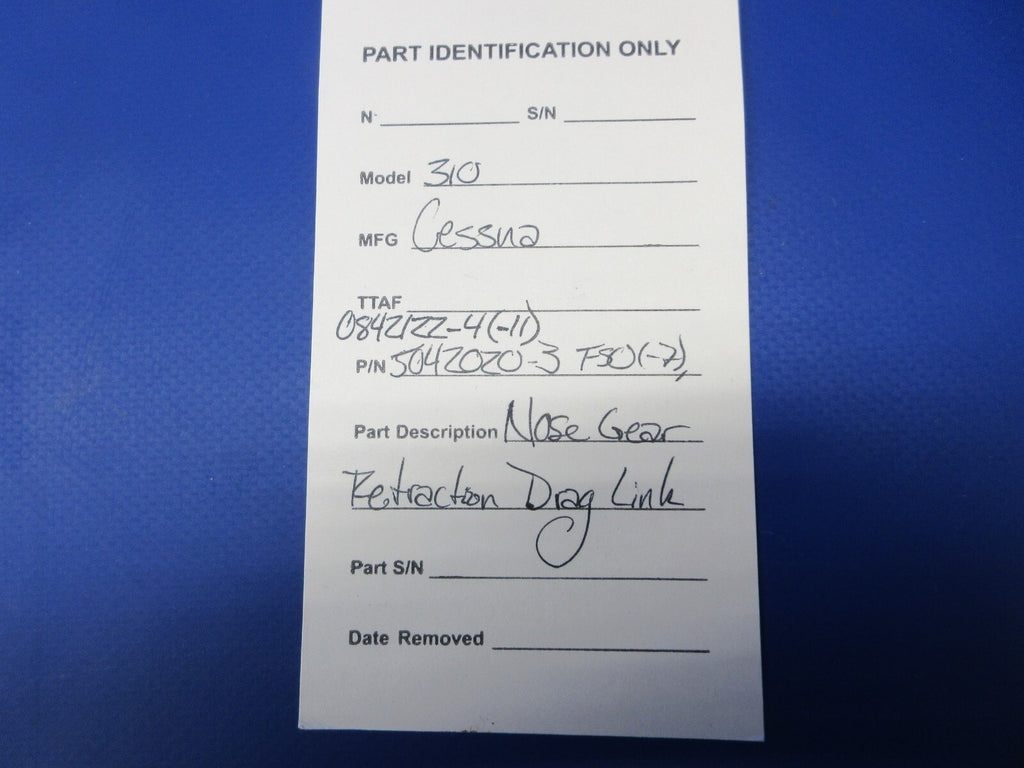 PART IDENTIFICATION ONLY
N- S/N
Model 310
MFG Cessna
TTAF
0842122-4(-11)
P/N 5042020-3 FSO(-7),
Part Description Nose Gear
Retraction Drag Link
Part S/N
Date Removed